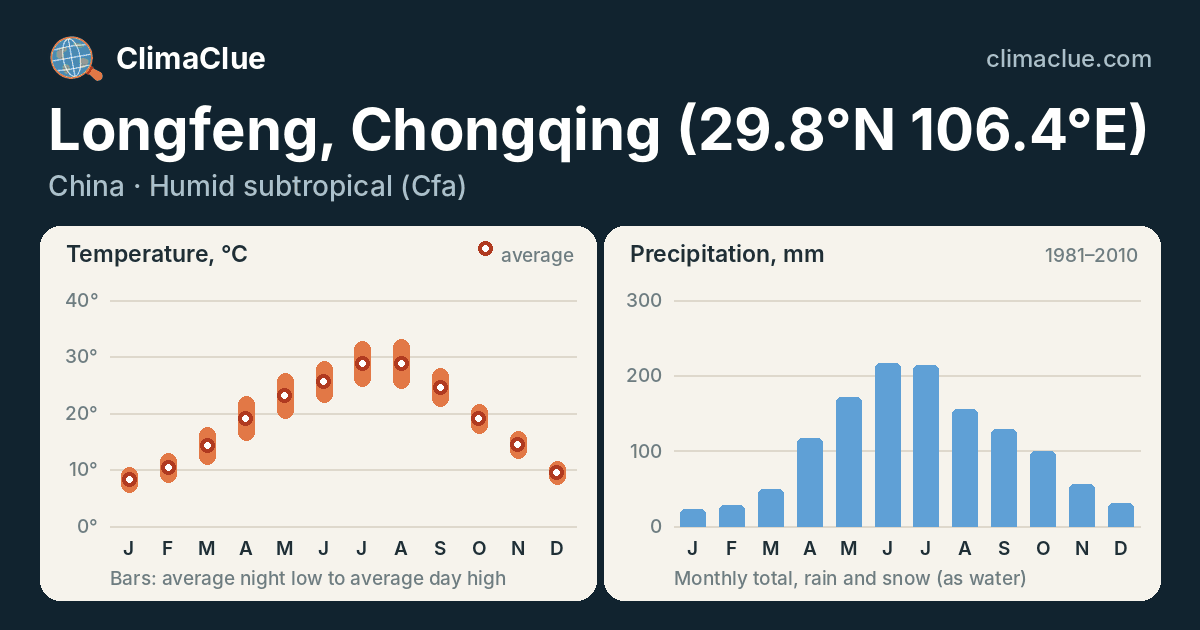 ClimaClue
climaclue.com
Longfeng, Chongqing (29.8°N 106.4°E)
China · Humid subtropical (Cfa)
Temperature, °C
average
40°
30°
20°
10°
0°
J F M A M J J A S O N D
Bars: average night low to average day high
Precipitation, mm
1981–2010
300
200
100
0
J F M A M J J A S O N D
Monthly total, rain and snow (as water)